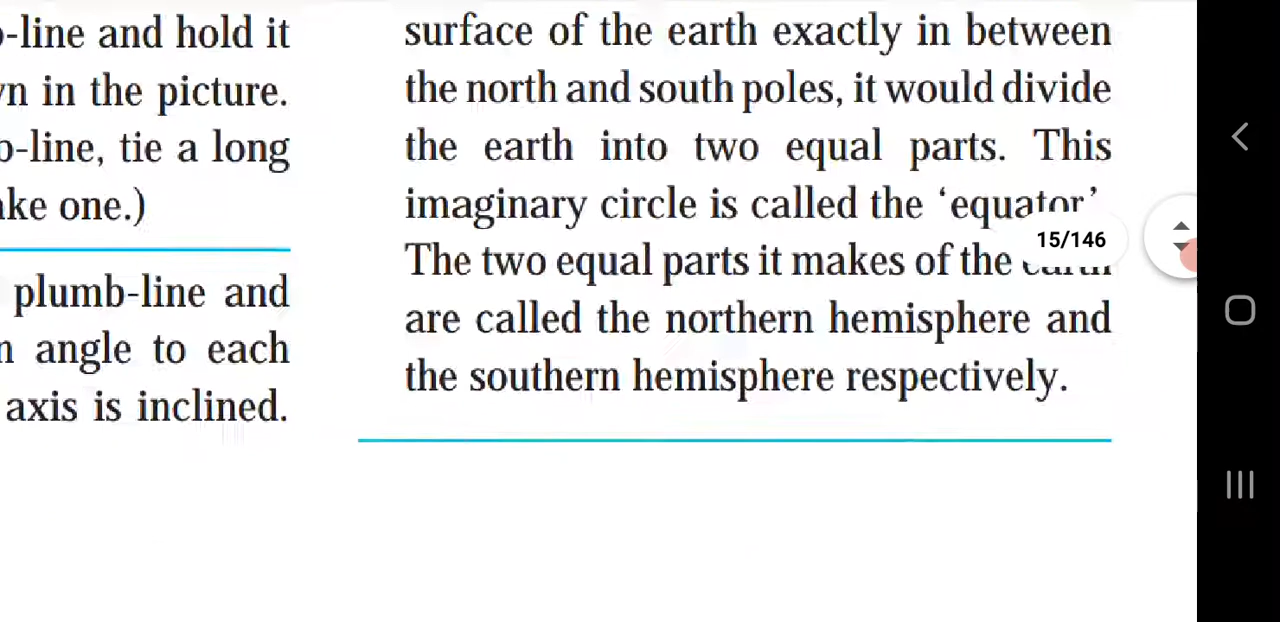 -line and hold it
n in the picture.
-line, tie a long
ke one.)
plumb-line and
angle to each
axis is inclined.
surface of the earth exactly in between
the north and south poles, it would divide
the earth into two equal parts. This
imaginary circle is called the ‘equator’.
The two equal parts it makes of the
are called the northern hemisphere and
the southern hemisphere respectively.
15/146